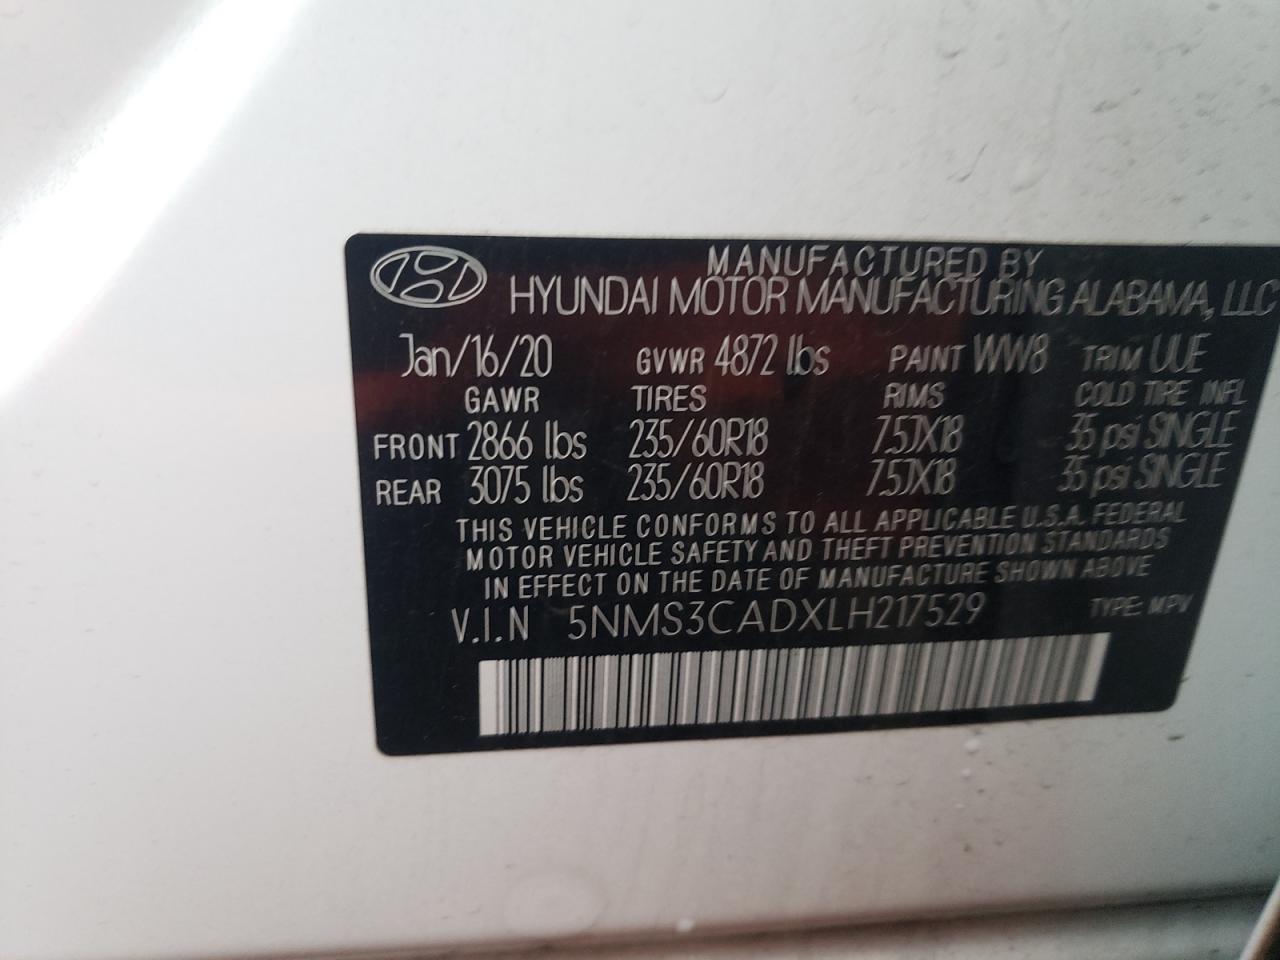 MANUFACTURED BY
HYUNDAI MOTOR MANUFACTURING ALABAMA, LLC
Jan/16/20 GVWR 4872 lbs PAINT WW8 TRIM UUE
GAWR TIRES RIMS COLD TIRE INFL
FRONT 2866 lbs 235/60R18 7.5JX18 35 psi SINGLE
REAR 3075 lbs 235/60R18 7.5JX18 35 psi SINGLE
THIS VEHICLE CONFORMS TO ALL APPLICABLE U.S.A. FEDERAL
MOTOR VEHICLE SAFETY AND THEFT PREVENTION STANDARDS
IN EFFECT ON THE DATE OF MANUFACTURE SHOWN ABOVE
V.I.N 5NMS3CADXLH217529 TYPE: MPV